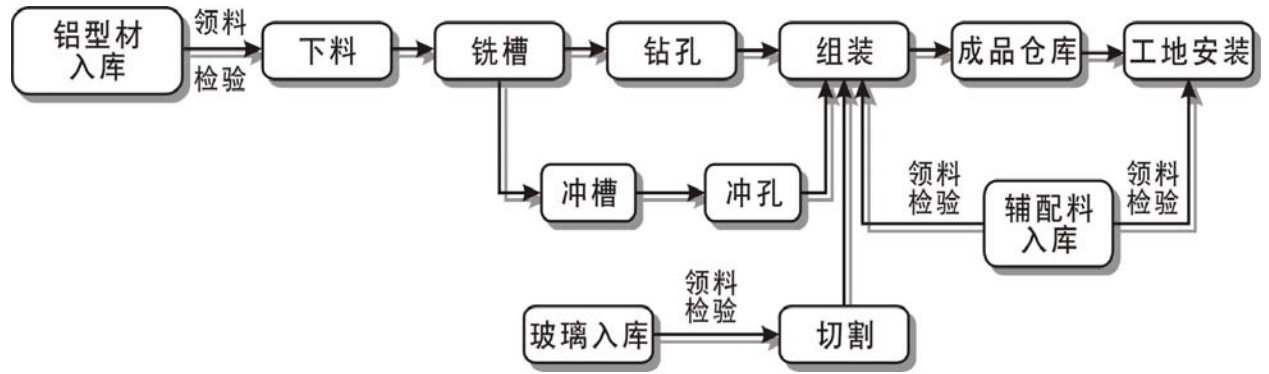 铝型材
入库
领料
检验
下料
铣槽
钻孔
组装
成品仓库
工地安装
冲槽
冲孔
领料
检验
辅配料
入库
领料
检验
玻璃入库
领料
检验
切割